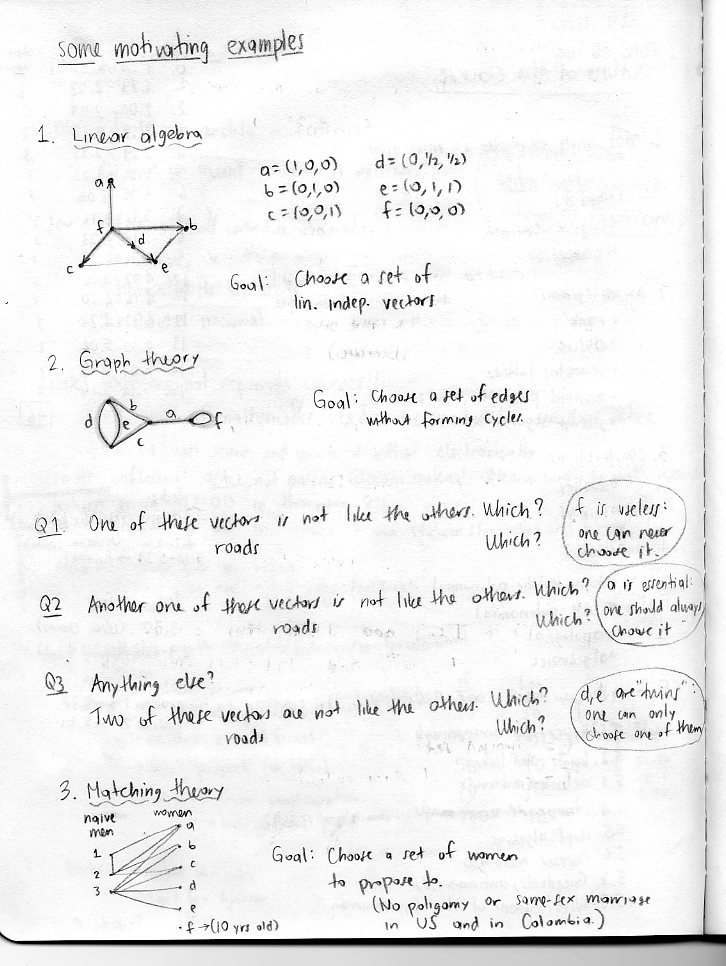 some motivating examples
1. Linear algebra
a = (1,0,0) d = (0,1/2,1/2)
b = (0,1,0) e = (0,1,1)
c = (0,0,1) f = (0,0,0)
a
f b
d
c e
Goal: Choose a set of
lin. indep. vectors
2. Graph theory
b
d e a f
c
Goal: Choose a set of edges
without forming cycles.
Q1 One of these vectors is not like the others. Which?
roads Which?
f is useless:
one can never
choose it.
Q2 Another one of these vectors is not like the others. Which?
roads Which?
a is essential:
one should always
choose it
Q3 Anything else?
Two of these vectors are not like the others. Which?
roads Which?
d,e are "twins":
one can only
choose one of them
3. Matching theory
naive women
men
a
1 b
2 c
3 d
e
f → (10 yrs old)
Goal: Choose a set of women
to propose to.
(No poligamy or same-sex marriage
in US and in Colombia.)